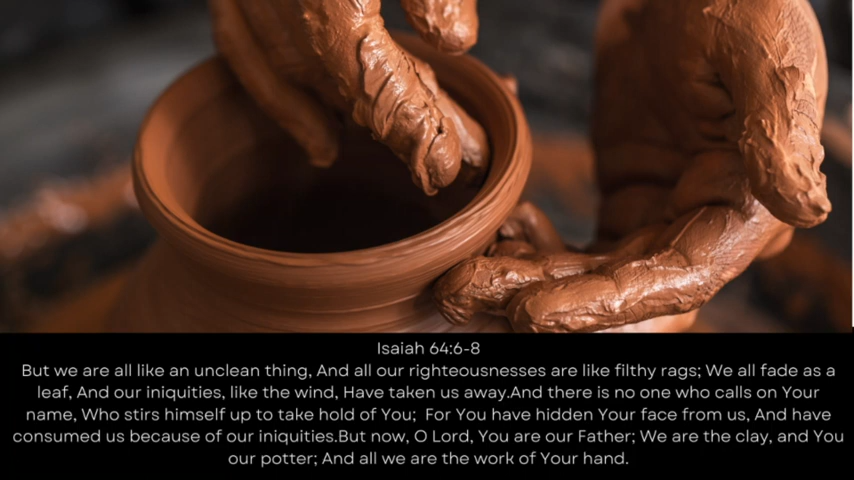 Isaiah 64:6-8
But we are all like an unclean thing, And all our righteousnesses are like filthy rags; We all fade as a
leaf, And our iniquities, like the wind, Have taken us away.And there is no one who calls on Your
name, Who stirs himself up to take hold of You;  For You have hidden Your face from us, And have
consumed us because of our iniquities.But now, O Lord, You are our Father; We are the clay, and You
our potter; And all we are the work of Your hand.